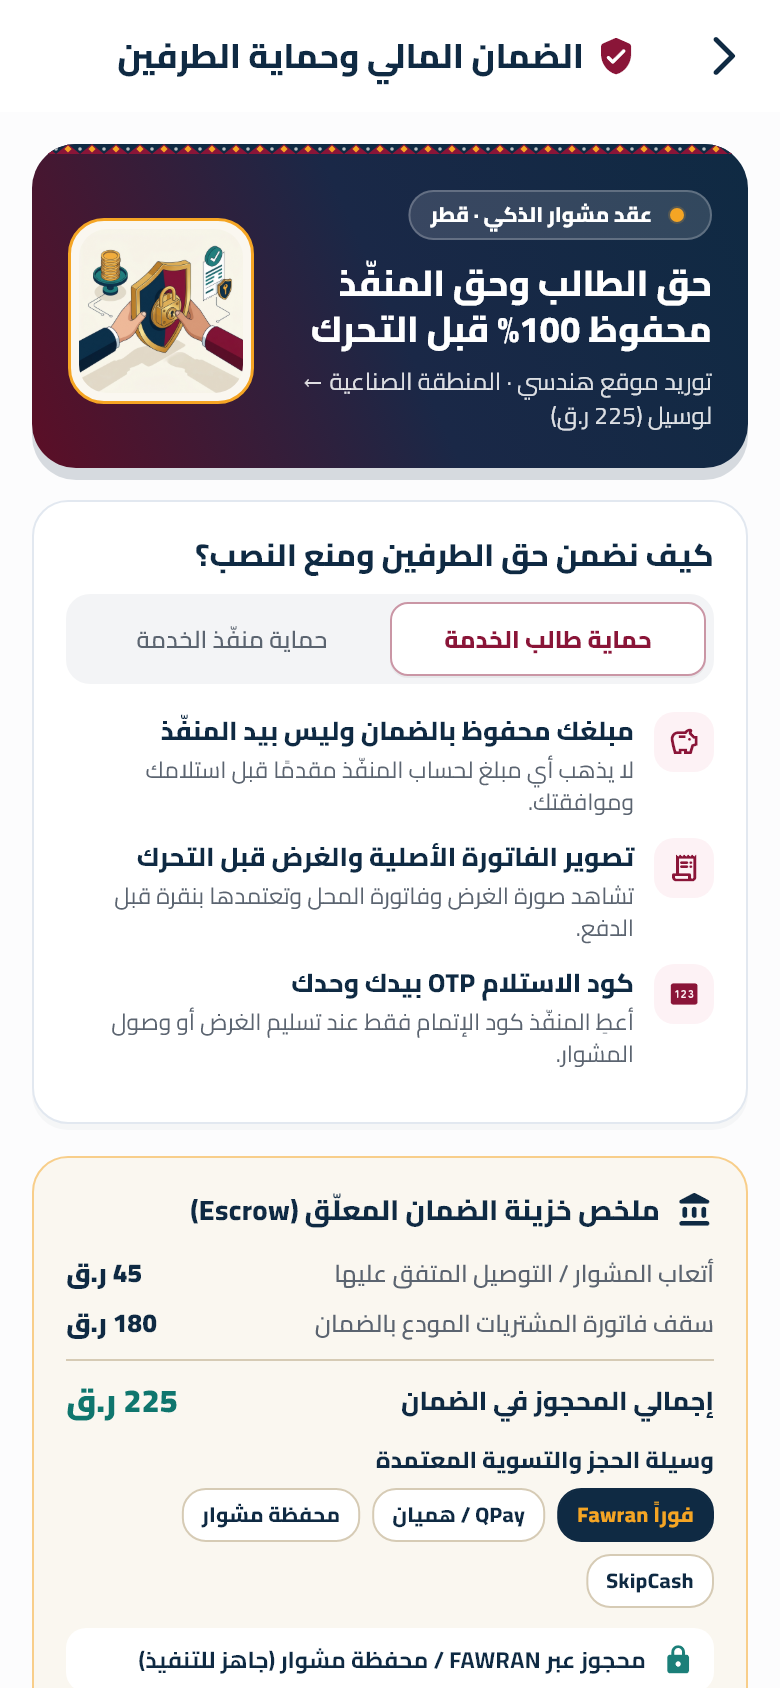 الضمان المالي وحماية الطرفين
عقد مشوار الذكي · قطر
حق الطالب وحق المنفّذ
محفوظ 100% قبل التحرك
توريد موقع هندسي · المنطقة الصناعية ←
لوسيل (225 ر.ق)
كيف نضمن حق الطرفين ومنع النصب؟
حماية طالب الخدمة
حماية منفّذ الخدمة
مبلغك محفوظ بالضمان وليس بيد المنفّذ
لا يذهب أي مبلغ لحساب المنفّذ مقدمًا قبل استلامك
وموافقتك.
تصوير الفاتورة الأصلية والغرض قبل التحرك
تشاهد صورة الغرض وفاتورة المحل وتعتمدها بنقرة قبل
الدفع.
123
كود الاستلام OTP بيدك وحدك
أعطِ المنفّذ كود الإتمام فقط عند تسليم الغرض أو وصول
المشوار.
ملخص خزينة الضمان المعلّق (Escrow)
أتعاب المشوار / التوصيل المتفق عليها
45 ر.ق
سقف فاتورة المشتريات المودع بالضمان
180 ر.ق
إجمالي المحجوز في الضمان
225 ر.ق
وسيلة الحجز والتسوية المعتمدة
فوراً Fawran
QPay / هميان
محفظة مشوار
SkipCash
محجوز عبر FAWRAN / محفظة مشوار (جاهز للتنفيذ)